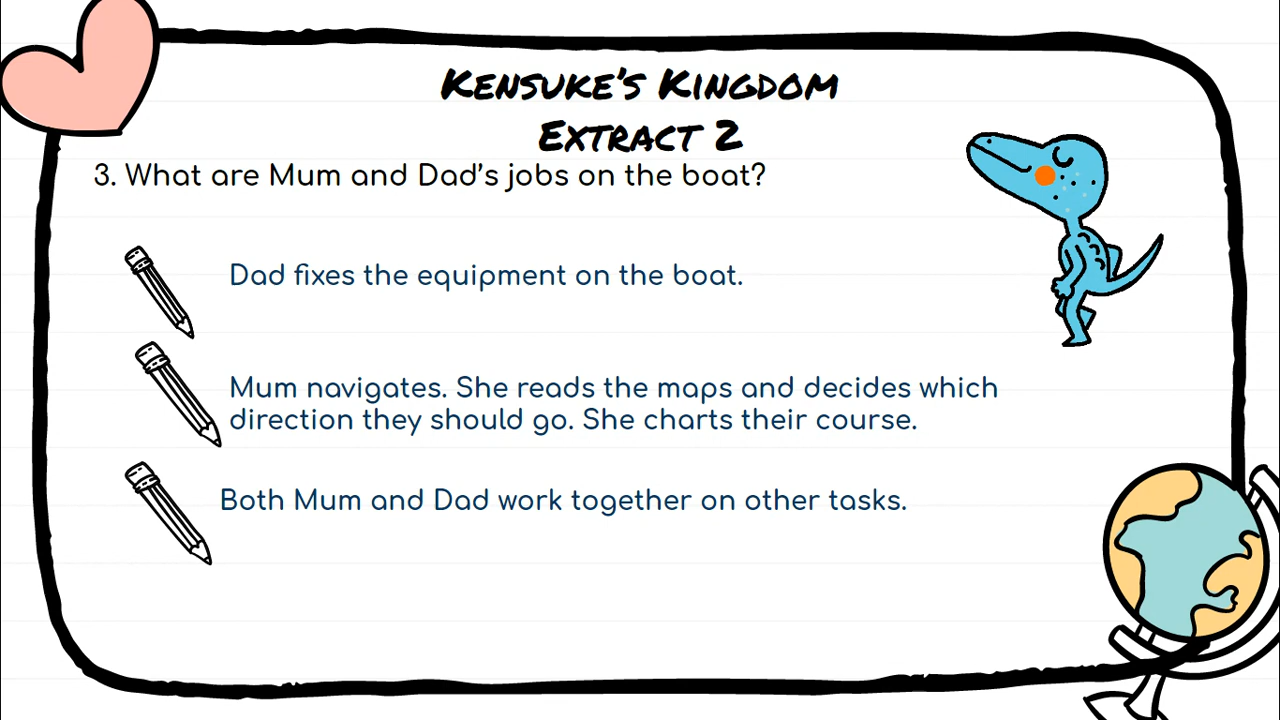 Kensuke's Kingdom
Extract 2
3. What are Mum and Dad's jobs on the boat?
Dad fixes the equipment on the boat.
Mum navigates. She reads the maps and decides which
direction they should go. She charts their course.
Both Mum and Dad work together on other tasks.